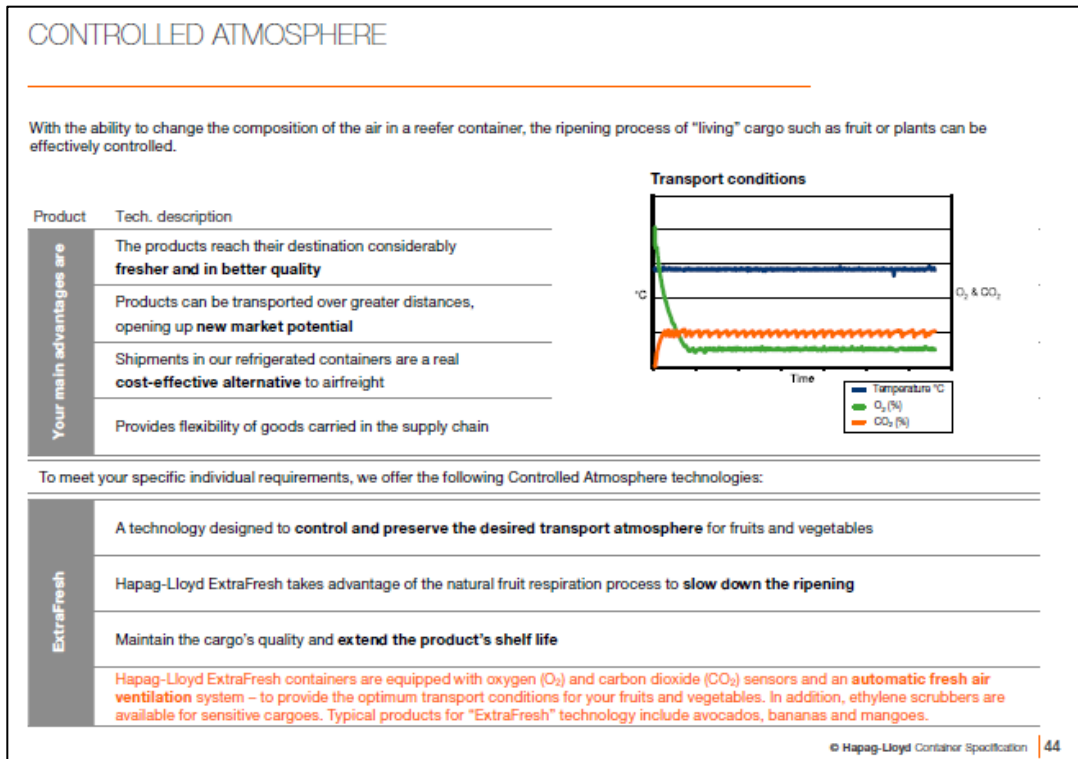 CONTROLLED ATMOSPHERE
With the ability to change the composition of the air in a reefer container, the ripening process of “living” cargo such as fruit or plants can be
effectively controlled.
Product Tech. description
Your main advantages are
The products reach their destination considerably
fresher and in better quality
Products can be transported over greater distances,
opening up new market potential
Shipments in our refrigerated containers are a real
cost-effective alternative to airfreight
Provides flexibility of goods carried in the supply chain
Transport conditions
°C
O₂ & CO₂
Time
Temperature °C
O₂ (%)
CO₂ (%)
To meet your specific individual requirements, we offer the following Controlled Atmosphere technologies:
ExtraFresh
A technology designed to control and preserve the desired transport atmosphere for fruits and vegetables
Hapag-Lloyd ExtraFresh takes advantage of the natural fruit respiration process to slow down the ripening
Maintain the cargo’s quality and extend the product’s shelf life
Hapag-Lloyd ExtraFresh containers are equipped with oxygen (O₂) and carbon dioxide (CO₂) sensors and an automatic fresh air
ventilation system – to provide the optimum transport conditions for your fruits and vegetables. In addition, ethylene scrubbers are
available for sensitive cargoes. Typical products for “ExtraFresh” technology include avocados, bananas and mangoes.
© Hapag-Lloyd Container Specification 44